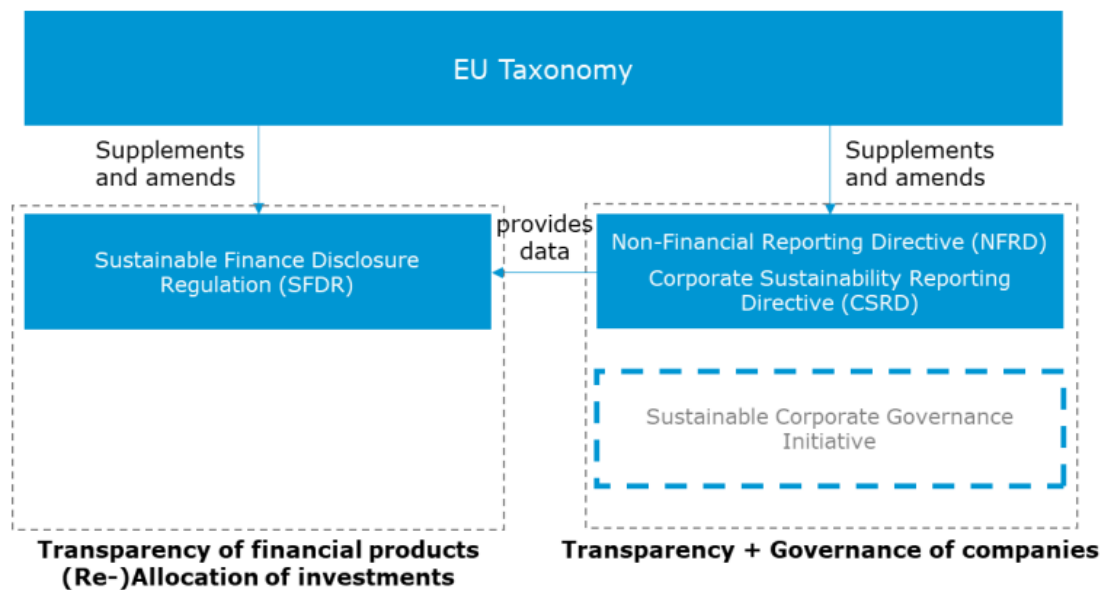 EU Taxonomy
Supplements
and amends
Supplements
and amends
Sustainable Finance Disclosure
Regulation (SFDR)
provides
data
Non-Financial Reporting Directive (NFRD)
Corporate Sustainability Reporting
Directive (CSRD)
Sustainable Corporate Governance
Initiative
Transparency of financial products
(Re-)Allocation of investments
Transparency + Governance of companies